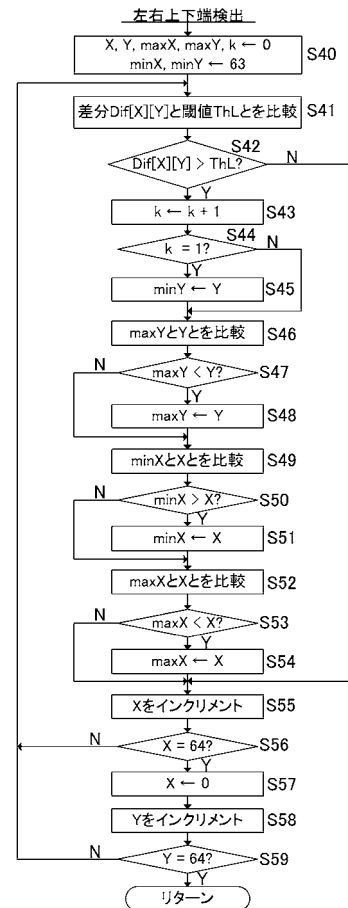 左右上下端検出
X, Y, maxX, maxY, k ← 0
minX, minY ← 63
S40
差分Dif[X][Y]と閾値ThLとを比較
S41
S42
Dif[X][Y] > ThL?
N
Y
k ← k + 1
S43
S44
k = 1?
N
Y
minY ← Y
S45
maxYとYとを比較
S46
N
maxY < Y?
S47
Y
maxY ← Y
S48
minXとXとを比較
S49
N
minX > X?
S50
Y
minX ← X
S51
maxXとXとを比較
S52
N
maxX < X?
S53
Y
maxX ← X
S54
Xをインクリメント
S55
N
X = 64?
S56
Y
X ← 0
S57
Yをインクリメント
S58
N
Y = 64?
S59
Y
リターン